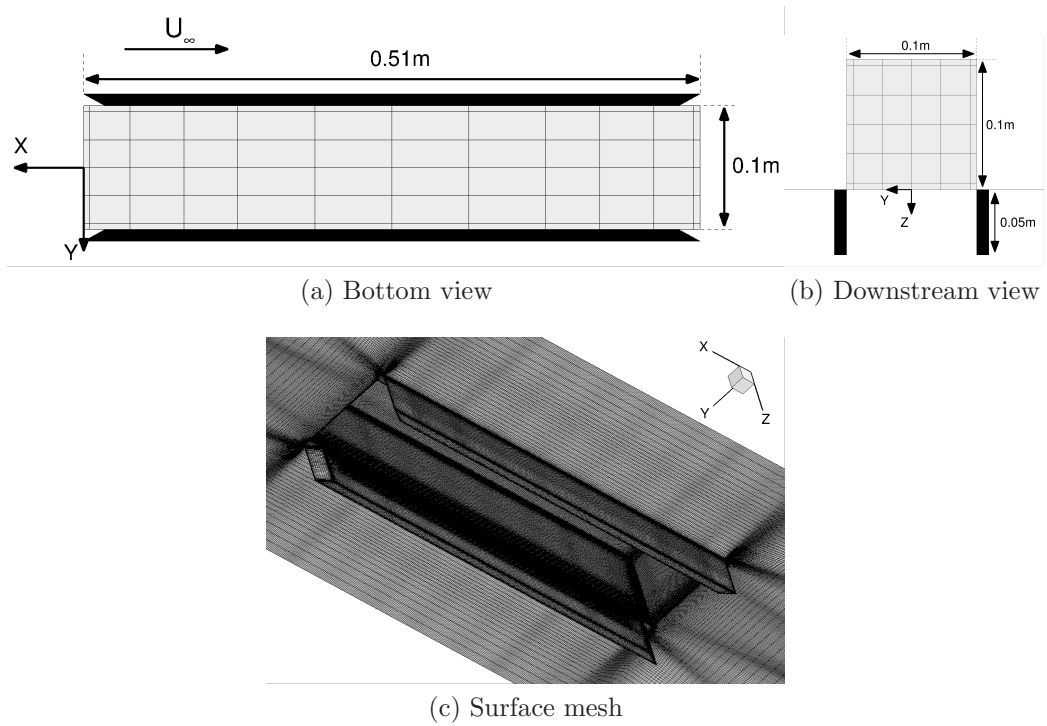 U∞
0.51m
X
0.1m
Y
(a) Bottom view
0.1m
0.1m
Y
Z
0.05m
(b) Downstream view
X
Y
Z
(c) Surface mesh